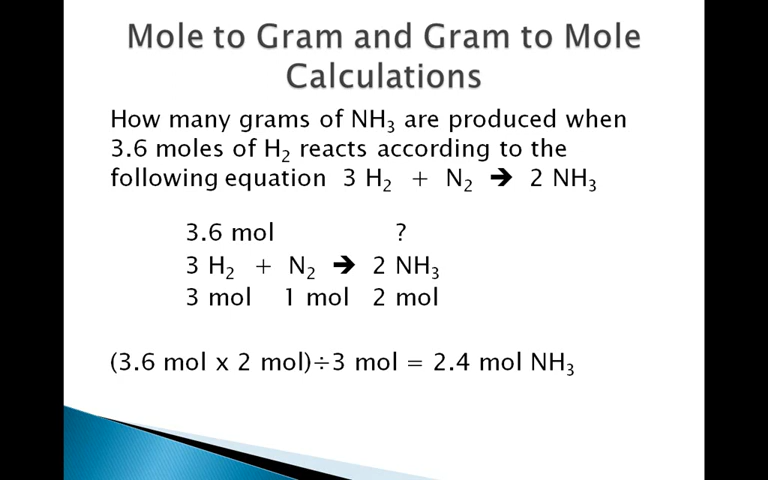 Mole to Gram and Gram to Mole
Calculations
How many grams of NH₃ are produced when
3.6 moles of H₂ reacts according to the
following equation 3 H₂ + N₂ ➔ 2 NH₃
3.6 mol ?
3 H₂ + N₂ ➔ 2 NH₃
3 mol 1 mol 2 mol
(3.6 mol x 2 mol)÷3 mol = 2.4 mol NH₃